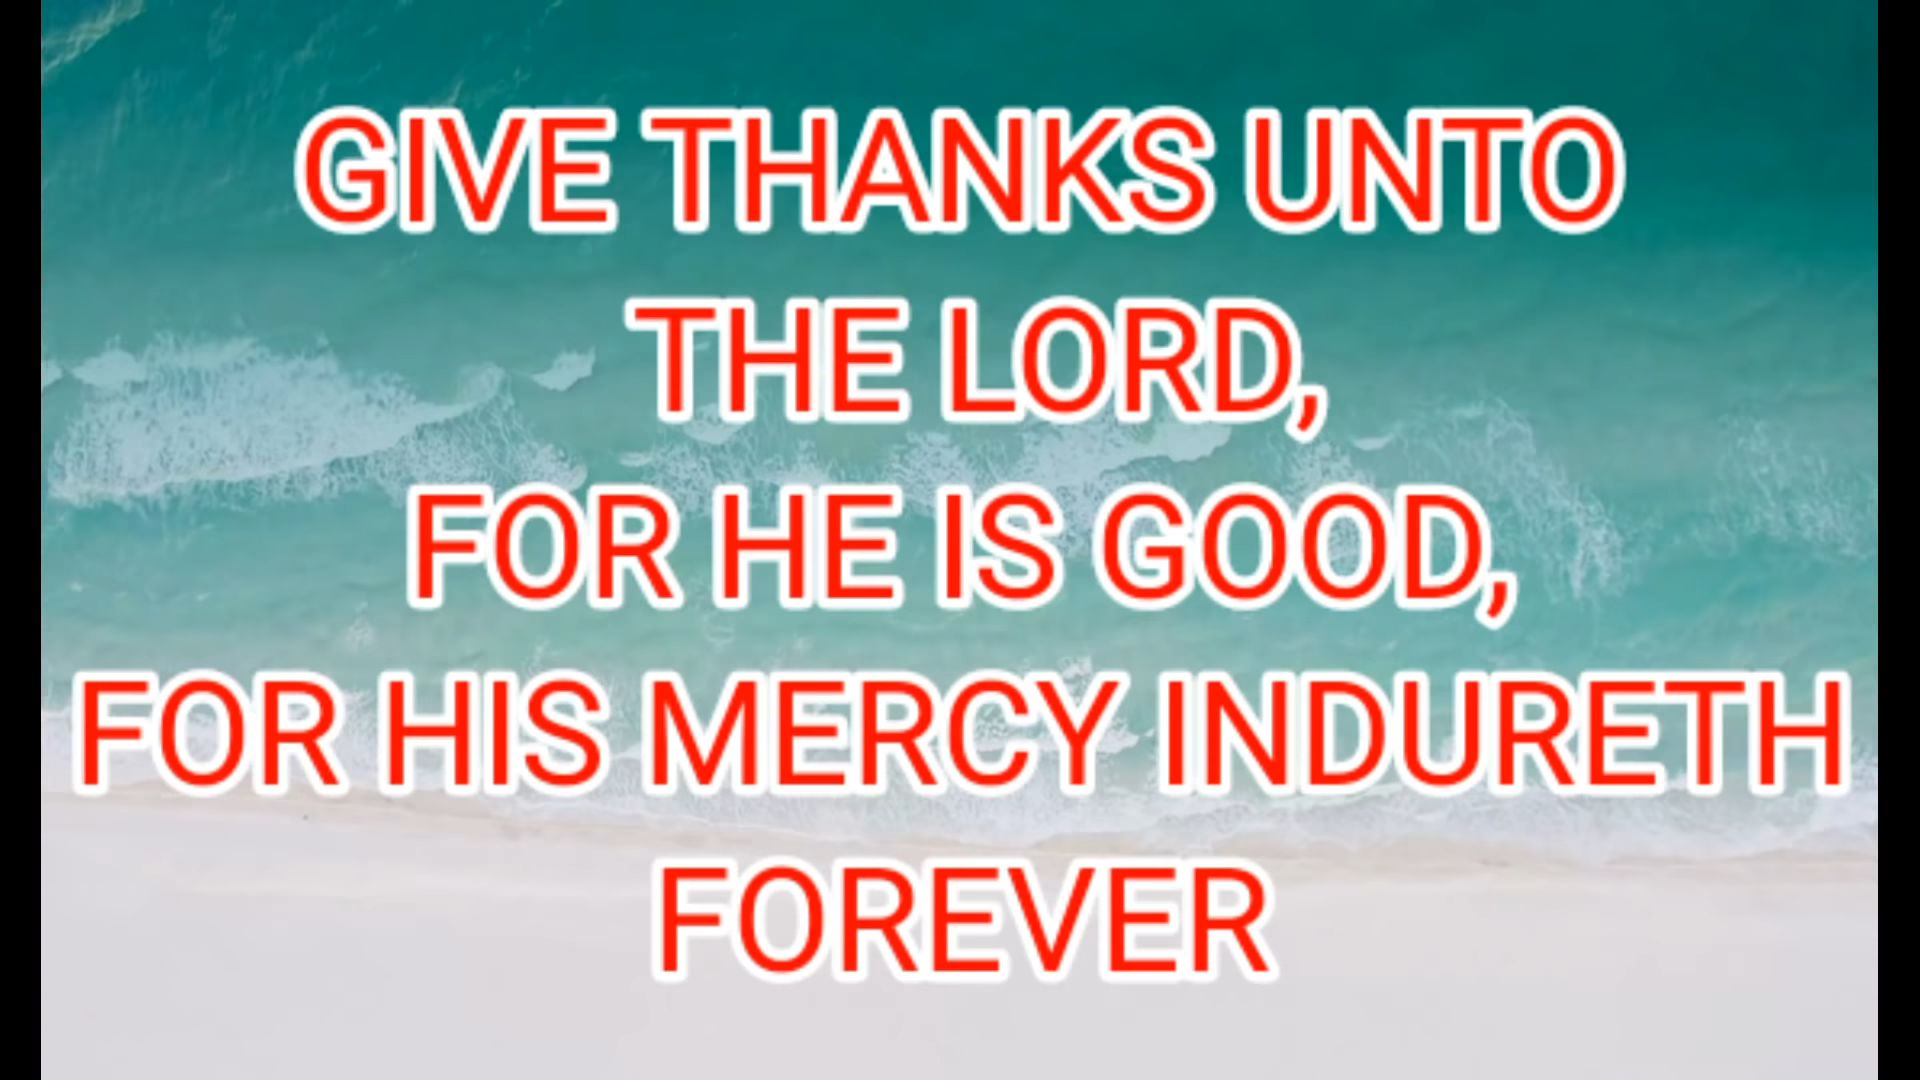 GIVE THANKS UNTO
THE LORD,
FOR HE IS GOOD,
FOR HIS MERCY INDURETH
FOREVER